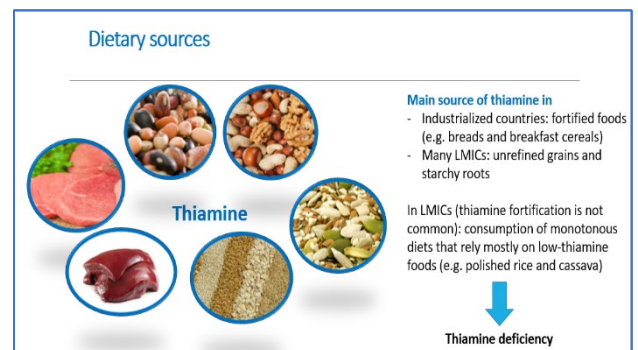 Dietary sources
Thiamine
Main source of thiamine in
- Industrialized countries: fortified foods
(e.g. breads and breakfast cereals)
- Many LMICs: unrefined grains and
starchy roots
In LMICs (thiamine fortification is not
common): consumption of monotonous
diets that rely mostly on low-thiamine
foods (e.g. polished rice and cassava)
Thiamine deficiency